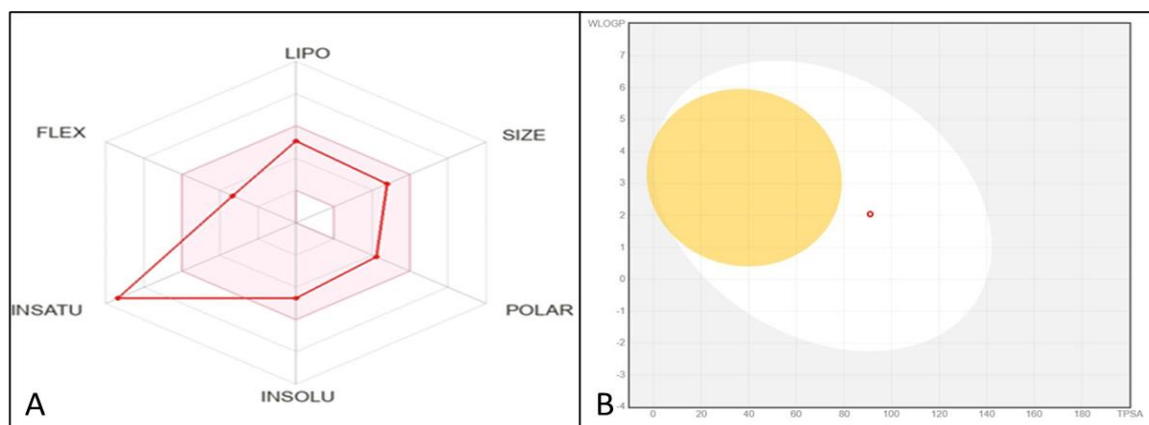 LIPO
FLEX
SIZE
INSATU
POLAR
INSOLU
A
WLOGP
7
6
5
4
3
2
1
0
-1
-2
-3
-4
0 20 40 60 80 100 120 140 160 180 TPSA
B